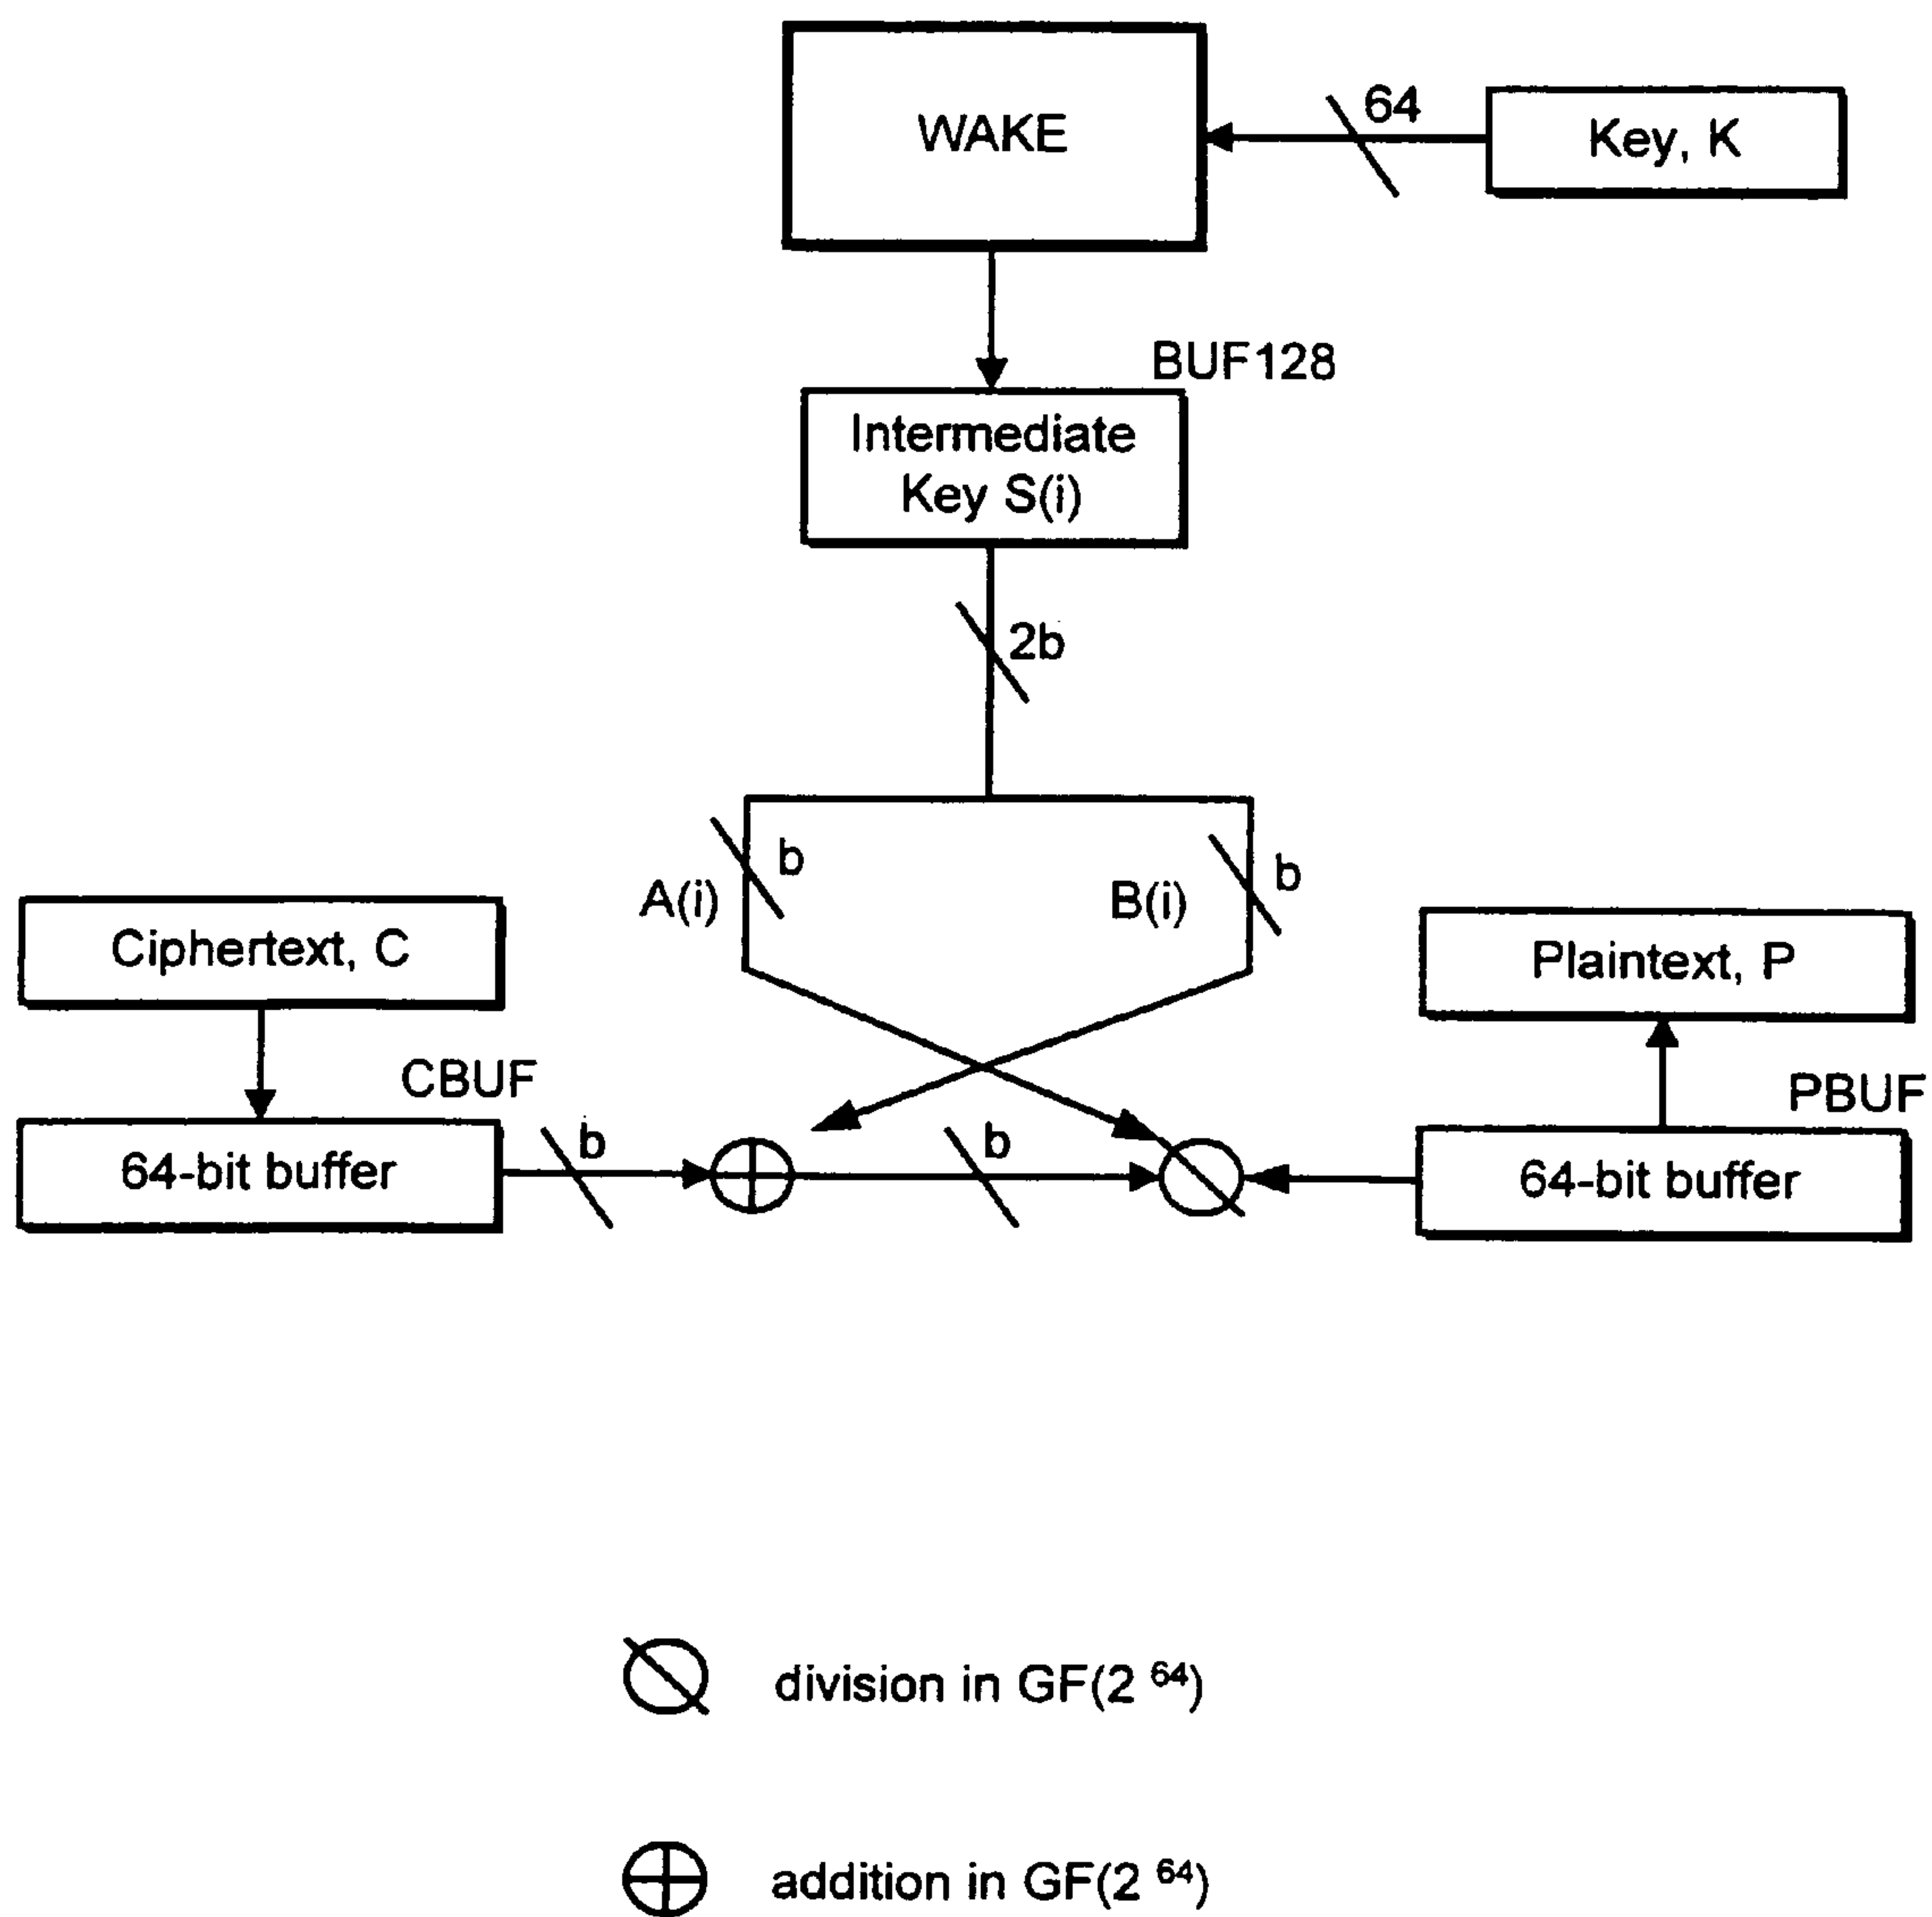 WAKE
64
Key, K
BUF128
Intermediate
Key S(i)
2b
b
b
A(i)
B(i)
Ciphertext, C
Plaintext, P
CBUF
PBUF
b
b
64-bit buffer
64-bit buffer
division in GF(2 64)
addition in GF(2 64)